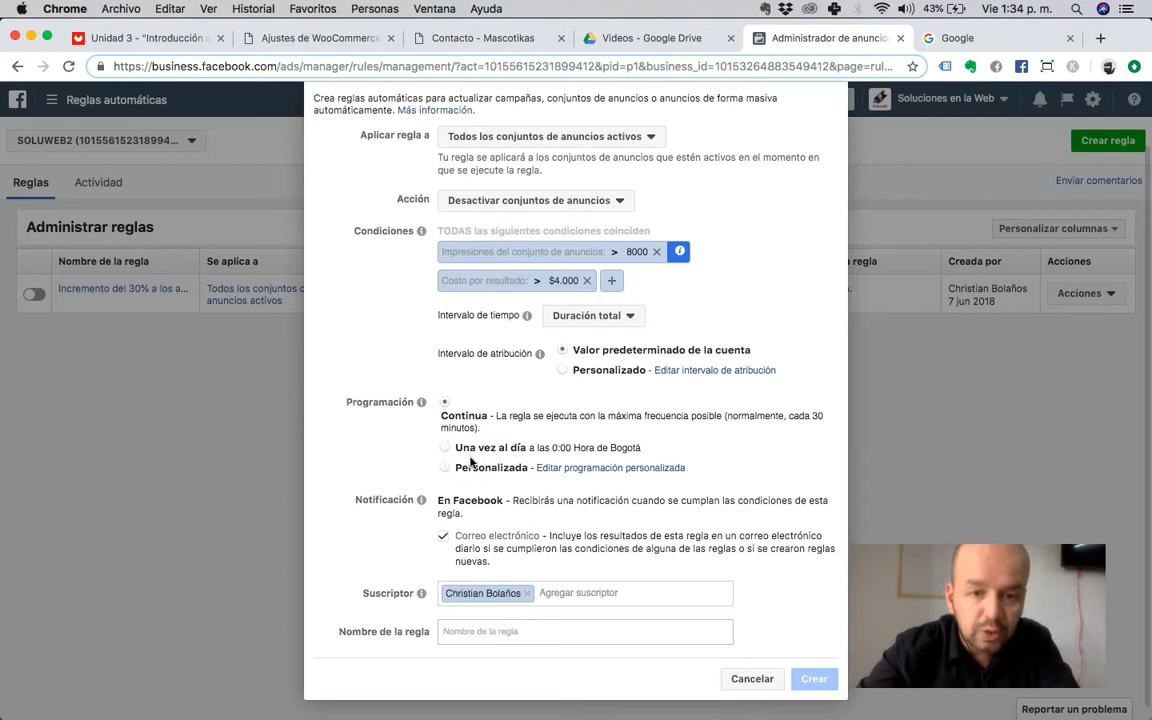 Chrome Archivo Editar Ver Historial Favoritos Personas Ventana Ayuda 43% Vie 1:34 p. m.
Unidad 3 - "Introducción a Ajustes de WooCommerce Contacto - Mascotikas Videos - Google Drive Administrador de anuncios Google
https://business.facebook.com/ads/manager/rules/management/?act=10155615231899412&pid=p1&business_id=10153264883549412&page=rul...
Reglas automáticas Soluciones en la Web
SOLUWEB2 (101556152318994... Crear regla
Reglas Actividad Enviar comentarios
Administrar reglas Personalizar columnas
Nombre de la regla Se aplica a la regla Creada por Acciones
Incremento del 30% a los a... Todos los conjuntos d
anuncios activos
Christian Bolaños
7 jun 2018
Acciones
Crea reglas automáticas para actualizar campañas, conjuntos de anuncios o anuncios de forma masiva
automáticamente. Más información.
Aplicar regla a Todos los conjuntos de anuncios activos
Tu regla se aplicará a los conjuntos de anuncios que estén activos en el momento en
que se ejecute la regla.
Acción Desactivar conjuntos de anuncios
Condiciones TODAS las siguientes condiciones coinciden
Impresiones del conjunto de anuncios: > 8000
Costo por resultado: > $4.000 +
Intervalo de tiempo Duración total
Intervalo de atribución Valor predeterminado de la cuenta
Personalizado - Editar intervalo de atribución
Programación
Continua - La regla se ejecuta con la máxima frecuencia posible (normalmente, cada 30
minutos).
Una vez al día a las 0:00 Hora de Bogotá
Personalizada - Editar programación personalizada
Notificación En Facebook - Recibirás una notificación cuando se cumplan las condiciones de esta
regla.
Correo electrónico - Incluye los resultados de esta regla en un correo electrónico
diario si se cumplieron las condiciones de alguna de las reglas o si se crearon reglas
nuevas.
Suscriptor Christian Bolaños Agregar suscriptor
Nombre de la regla Nombre de la regla
Cancelar Crear
Reportar un problema